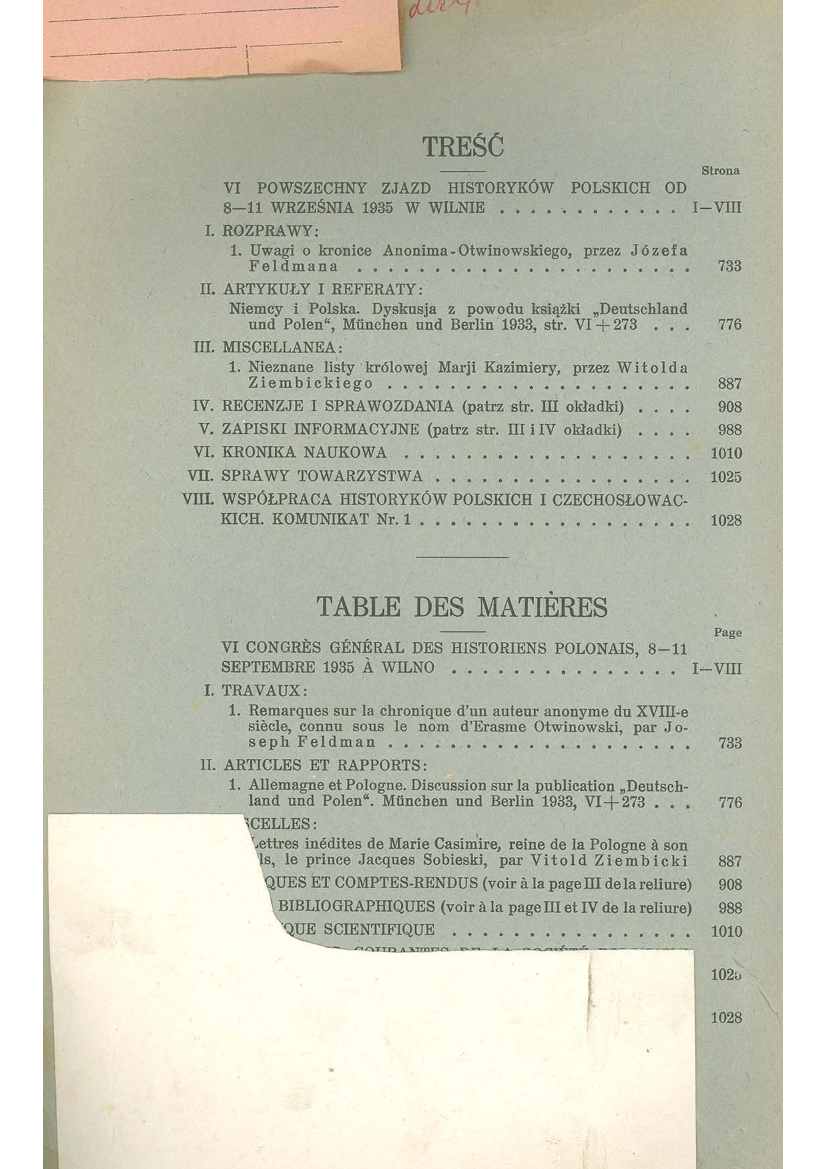 TREŚĆ
Strona
VI POWSZECHNY ZJAZD HISTORYKÓW POLSKICH OD
8—11 WRZEŚNIA 1935 W WILNIE . . . . . . . . . . . . I—VIII
I. ROZPRAWY:
1. Uwagi o kronice Anonima-Otwinowskiego, przez Józefa
Feldmana . . . . . . . . . . . . . . . . . . . . . 733
II. ARTYKUŁY I REFERATY:
Niemcy i Polska. Dyskusja z powodu książki „Deutschland
und Polen“, München und Berlin 1933, str. VI + 273 . . . 776
III. MISCELLANEA:
1. Nieznane listy królowej Marji Kazimiery, przez Witolda
Ziembickiego . . . . . . . . . . . . . . . . . . . 887
IV. RECENZJE I SPRAWOZDANIA (patrz str. III okładki) . . . . 908
V. ZAPISKI INFORMACYJNE (patrz str. III i IV okładki) . . . . 988
VI. KRONIKA NAUKOWA . . . . . . . . . . . . . . . . . . 1010
VII. SPRAWY TOWARZYSTWA . . . . . . . . . . . . . . . . 1025
VIII. WSPÓŁPRACA HISTORYKÓW POLSKICH I CZECHOSŁOWAC-
KICH. KOMUNIKAT Nr. 1 . . . . . . . . . . . . . . . . . 1028
TABLE DES MATIÈRES
Page
VI CONGRÈS GÉNÉRAL DES HISTORIENS POLONAIS, 8—11
SEPTEMBRE 1935 À WILNO . . . . . . . . . . . . . . . I—VIII
I. TRAVAUX:
1. Remarques sur la chronique d'un auteur anonyme du XVIII-e
siècle, connu sous le nom d'Erasme Otwinowski, par Jo-
seph Feldman . . . . . . . . . . . . . . . . . . . 733
II. ARTICLES ET RAPPORTS:
1. Allemagne et Pologne. Discussion sur la publication „Deutsch-
land und Polen“. München und Berlin 1933, VI+273 . . . 776
SCELLES:
Lettres inédites de Marie Casimire, reine de la Pologne à son
ls, le prince Jacques Sobieski, par Vitold Ziembicki 887
QUES ET COMPTES-RENDUS (voir à la page III de la reliure) 908
BIBLIOGRAPHIQUES (voir à la page III et IV de la reliure) 988
QUE SCIENTIFIQUE . . . . . . . . . . . . . . . 1010
1025
1028